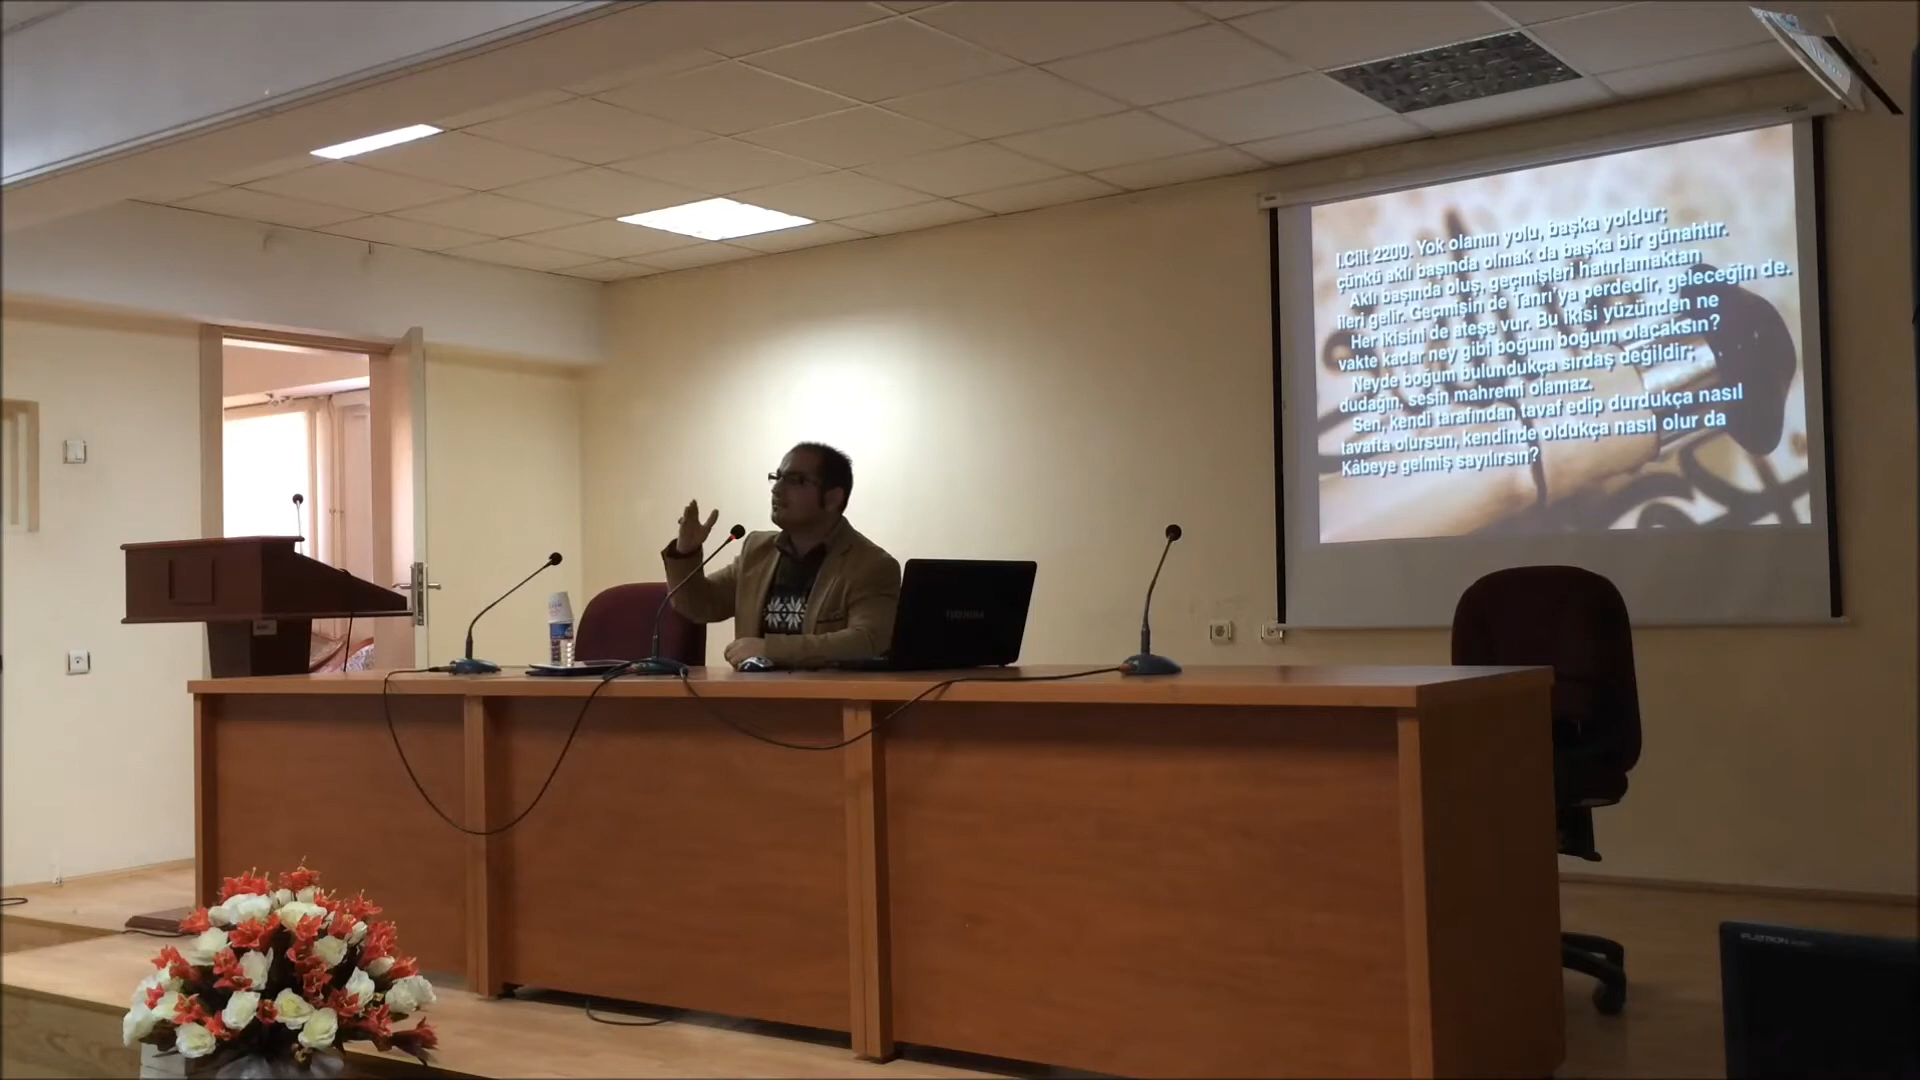 I.Cilt 2200. Yok olanın yolu, başka yoldur;
çünkü aklı başında olmak da başka bir günahtır.
Aklı başında oluş, geçmişleri hatırlamaktan
ileri gelir. Geçmişin de Tanrı'ya perdedir, geleceğin de.
Her ikisini de ateşe vur. Bu ikisi yüzünden ne
vakte kadar ney gibi boğum boğum olacaksın?
Neyde boğum bulundukça sırdaş değildir;
dudağın, sesin mahremi olamaz.
Sen, kendi tarafından tavaf edip durdukça nasıl
tavafta olursun, kendinde oldukça nasıl olur da
Kâbeye gelmiş sayılırsın?
TOSHIBA
FLATRON